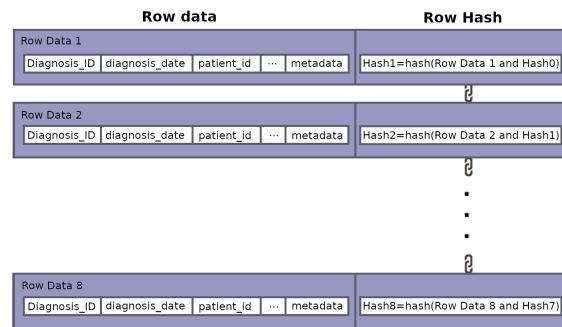 Row data Row Hash
Row Data 1
Diagnosis_ID diagnosis_date patient_id ... metadata Hash1=hash(Row Data 1 and Hash0)
Row Data 2
Diagnosis_ID diagnosis_date patient_id ... metadata Hash2=hash(Row Data 2 and Hash1)
Row Data 8
Diagnosis_ID diagnosis_date patient_id ... metadata Hash8=hash(Row Data 8 and Hash7)